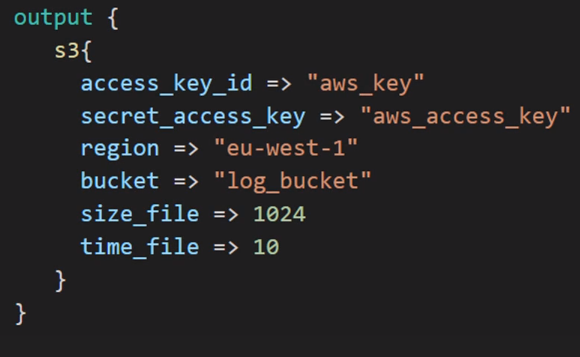 output {
s3{
access_key_id => "aws_key"
secret_access_key => "aws_access_key"
region => "eu-west-1"
bucket => "log_bucket"
size_file => 1024
time_file => 10
}
}